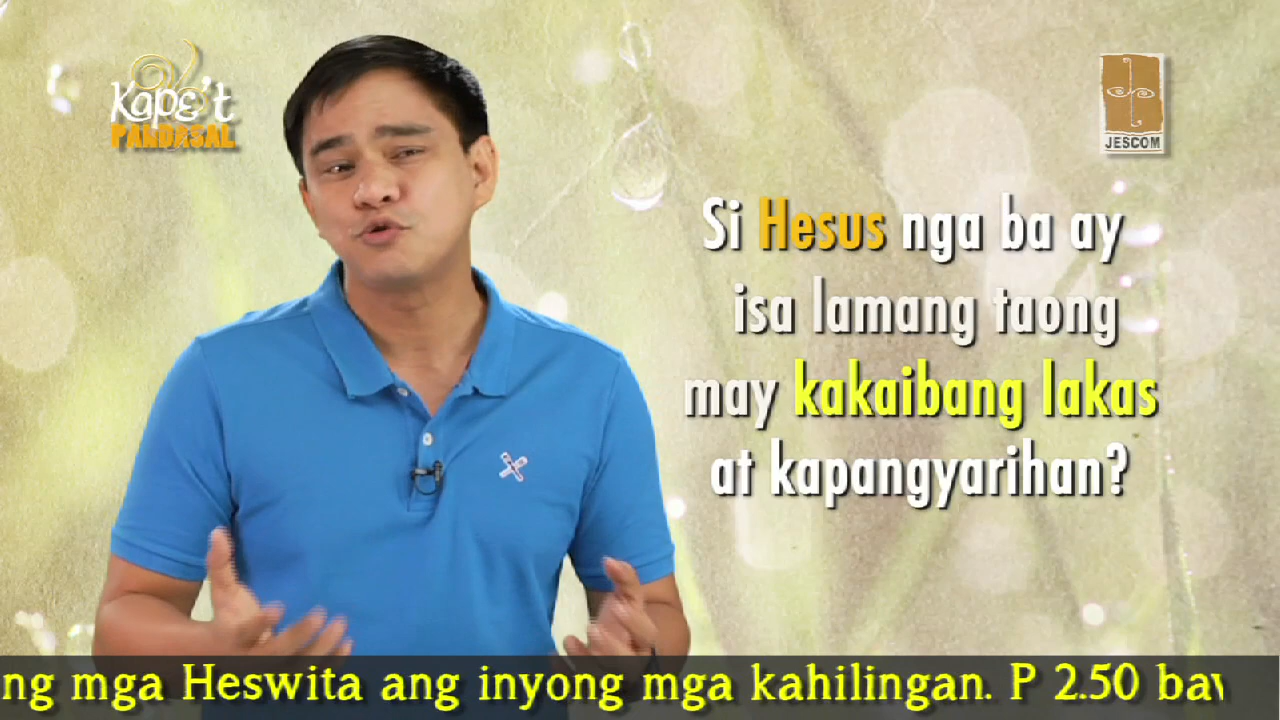 Kape't
PANDASAL
JESCOM
Si Hesus nga ba ay
isa lamang taong
may kakaibang lakas
at kapangyarihan?
ng mga Heswita ang inyong mga kahilingan. P 2.50